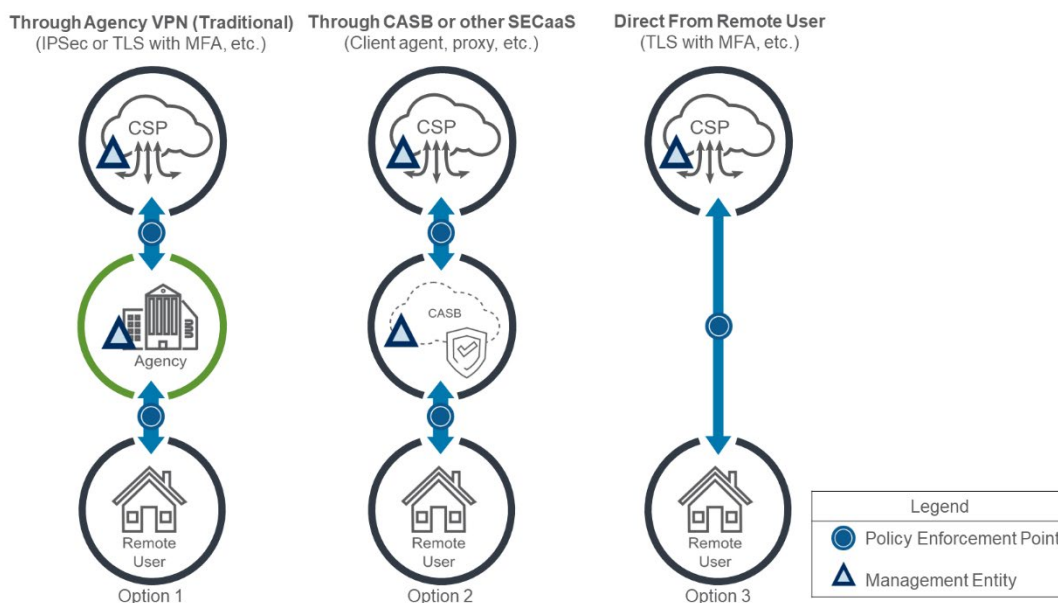 Through Agency VPN (Traditional)
(IPSec or TLS with MFA, etc.)
Through CASB or other SECaaS
(Client agent, proxy, etc.)
Direct From Remote User
(TLS with MFA, etc.)
CSP
CSP
CSP
Agency
CASB
Remote
User
Remote
User
Remote
User
Option 1
Option 2
Option 3
Legend
Policy Enforcement Point
Management Entity